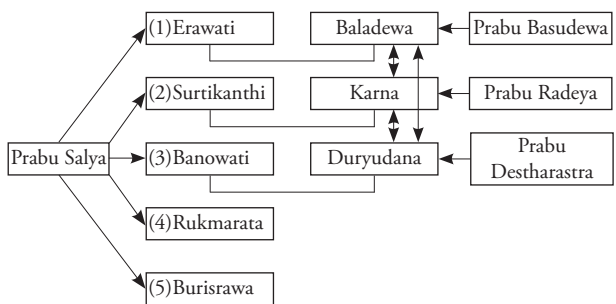 (1)Erawati
Baladewa
Prabu Basudewa
(2)Surtikanthi
Karna
Prabu Radeya
Prabu Salya
(3)Banowati
Duryudana
Prabu
Destharastra
(4)Rukmarata
(5)Burisrawa